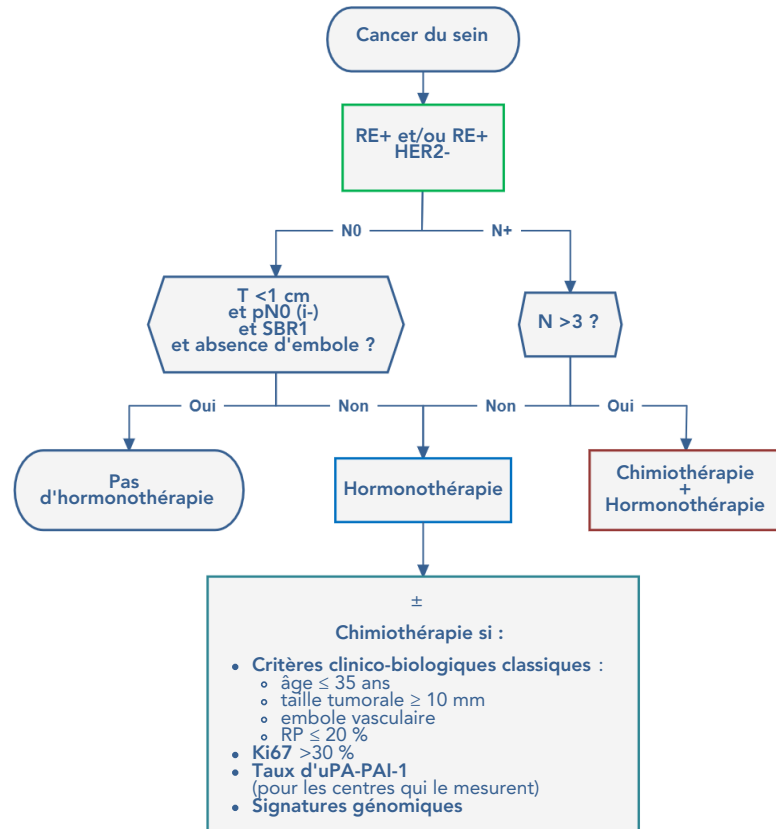 Cancer du sein
RE+ et/ou RE+
HER2-
N0
N+
T <1 cm
et pN0 (i-)
et SBR1
et absence d'embole ?
N >3 ?
Oui
Non
Non
Oui
Pas
d'hormonothérapie
Hormonothérapie
Chimiothérapie
+
Hormonothérapie
±
Chimiothérapie si :
• Critères clinico-biologiques classiques :
◦ âge ≤ 35 ans
◦ taille tumorale ≥ 10 mm
◦ embole vasculaire
◦ RP ≤ 20 %
• Ki67 >30 %
• Taux d'uPA-PAI-1
(pour les centres qui le mesurent)
• Signatures génomiques